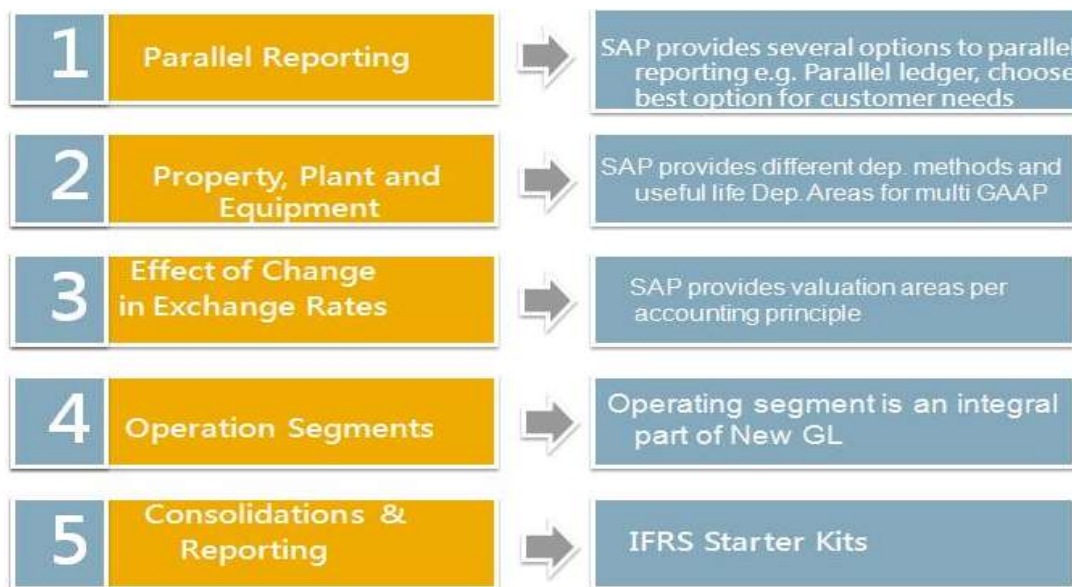 1
Parallel Reporting
SAP provides several options to parallel
reporting e.g. Parallel ledger, choose
best option for customer needs
2
Property, Plant and
Equipment
SAP provides different dep. methods and
useful life Dep. Areas for multi GAAP
3
Effect of Change
in Exchange Rates
SAP provides valuation areas per
accounting principle
4
Operation Segments
Operating segment is an integral
part of New GL
5
Consolidations &
Reporting
IFRS Starter Kits